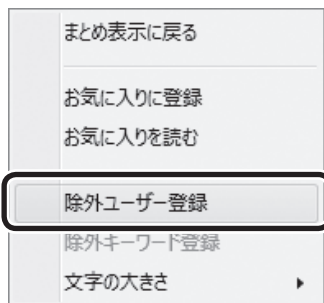 まとめ表示に戻る
お気に入りに登録
お気に入りを読む
除外ユーザー登録
除外キーワード登録
文字の大きさ